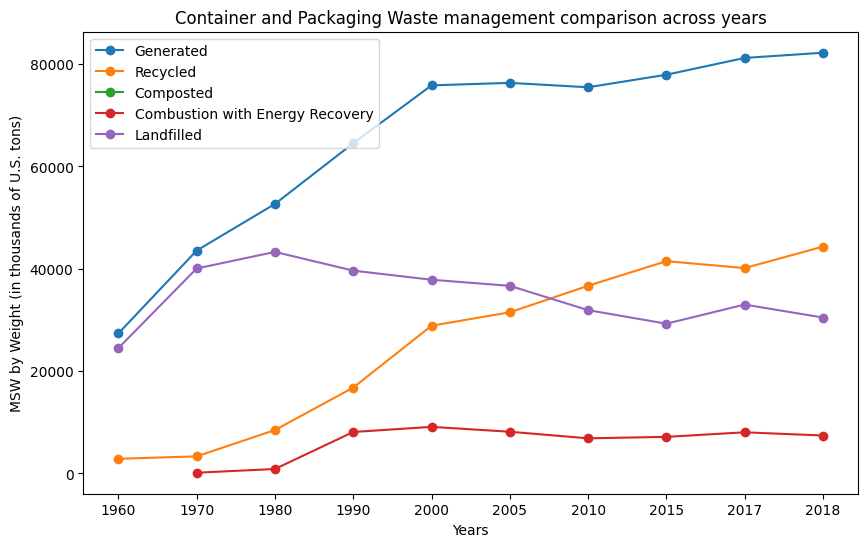 Container and Packaging Waste management comparison across years
Generated
Recycled
Composted
Combustion with Energy Recovery
Landfilled
MSW by Weight (in thousands of U.S. tons)
80000
60000
40000
20000
0
1960 1970 1980 1990 2000 2005 2010 2015 2017 2018
Years